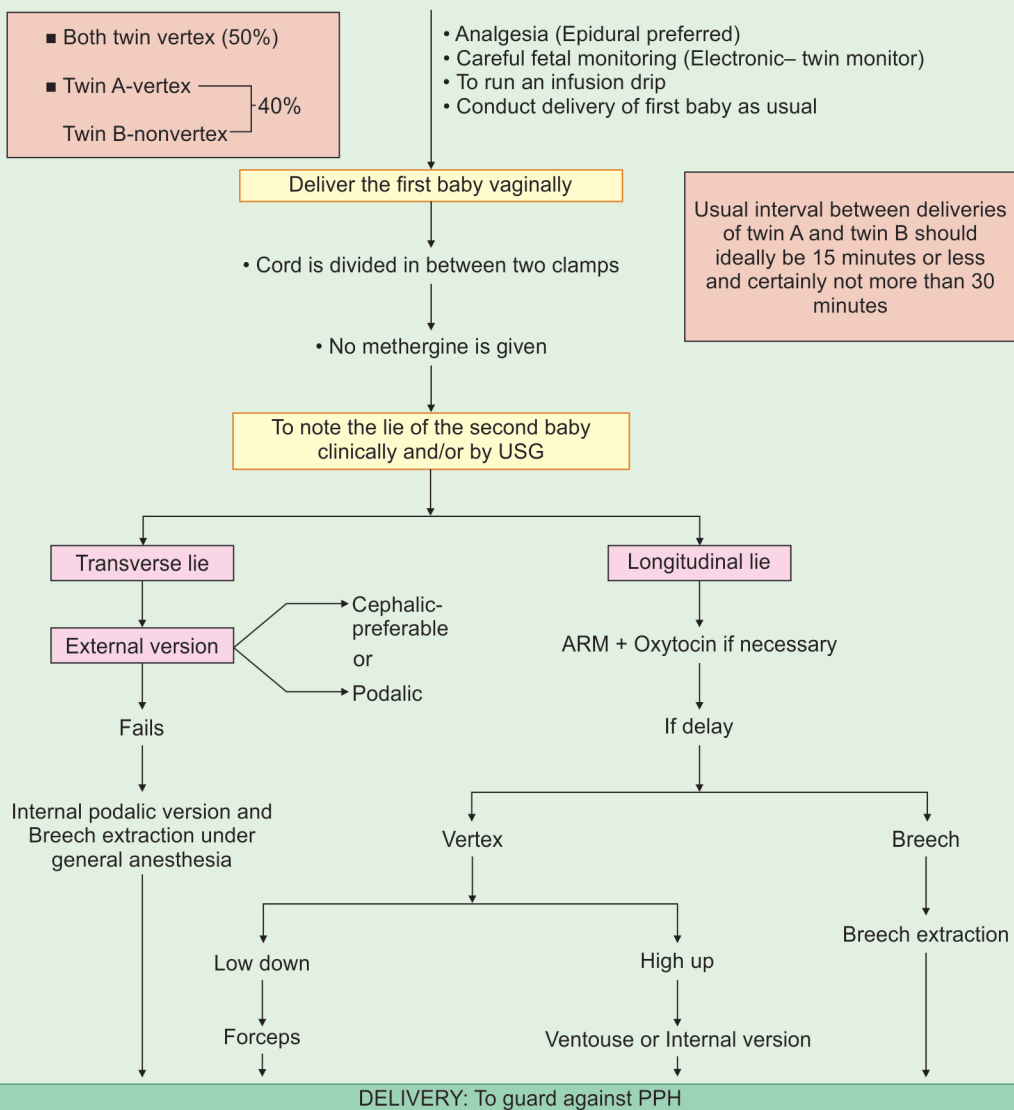 ■ Both twin vertex (50%)
■ Twin A-vertex
40%
Twin B-nonvertex
• Analgesia (Epidural preferred)
• Careful fetal monitoring (Electronic– twin monitor)
• To run an infusion drip
• Conduct delivery of first baby as usual
Deliver the first baby vaginally
Usual interval between deliveries
of twin A and twin B should
ideally be 15 minutes or less
and certainly not more than 30
minutes
• Cord is divided in between two clamps
• No methergine is given
To note the lie of the second baby
clinically and/or by USG
Transverse lie
Longitudinal lie
External version
Cephalic-
preferable
or
Podalic
ARM + Oxytocin if necessary
Fails
If delay
Internal podalic version and
Breech extraction under
general anesthesia
Vertex
Breech
Low down
High up
Breech extraction
Forceps
Ventouse or Internal version
DELIVERY: To guard against PPH